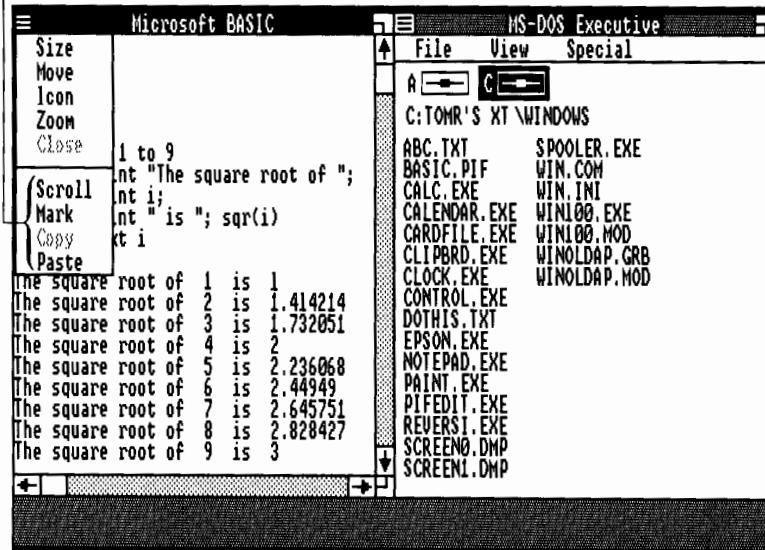 Microsoft BASIC
Size
Move
Icon
Zoom
Close
Scroll
Mark
Copy
Paste
1 to 9
nt "The square root of ";
nt i;
nt " is "; sqr(i)
xt i
The square root of 1 is 1
The square root of 2 is 1.414214
The square root of 3 is 1.732051
The square root of 4 is 2
The square root of 5 is 2.236068
The square root of 6 is 2.44949
The square root of 7 is 2.645751
The square root of 8 is 2.828427
The square root of 9 is 3
MS-DOS Executive
File View Special
A C
C:TOMR'S XT \WINDOWS
ABC.TXT SPOOLER.EXE
BASIC.PIF WIN.COM
CALC.EXE WIN.INI
CALENDAR.EXE WIN100.EXE
CARDFILE.EXE WIN100.MOD
CLIPBRD.EXE WINOLDAP.GRB
CLOCK.EXE WINOLDAP.MOD
CONTROL.EXE
DOTHIS.TXT
EPSON.EXE
NOTEPAD.EXE
PAINT.EXE
PIFEDIT.EXE
REVERSI.EXE
SCREEN0.DMP
SCREEN1.DMP